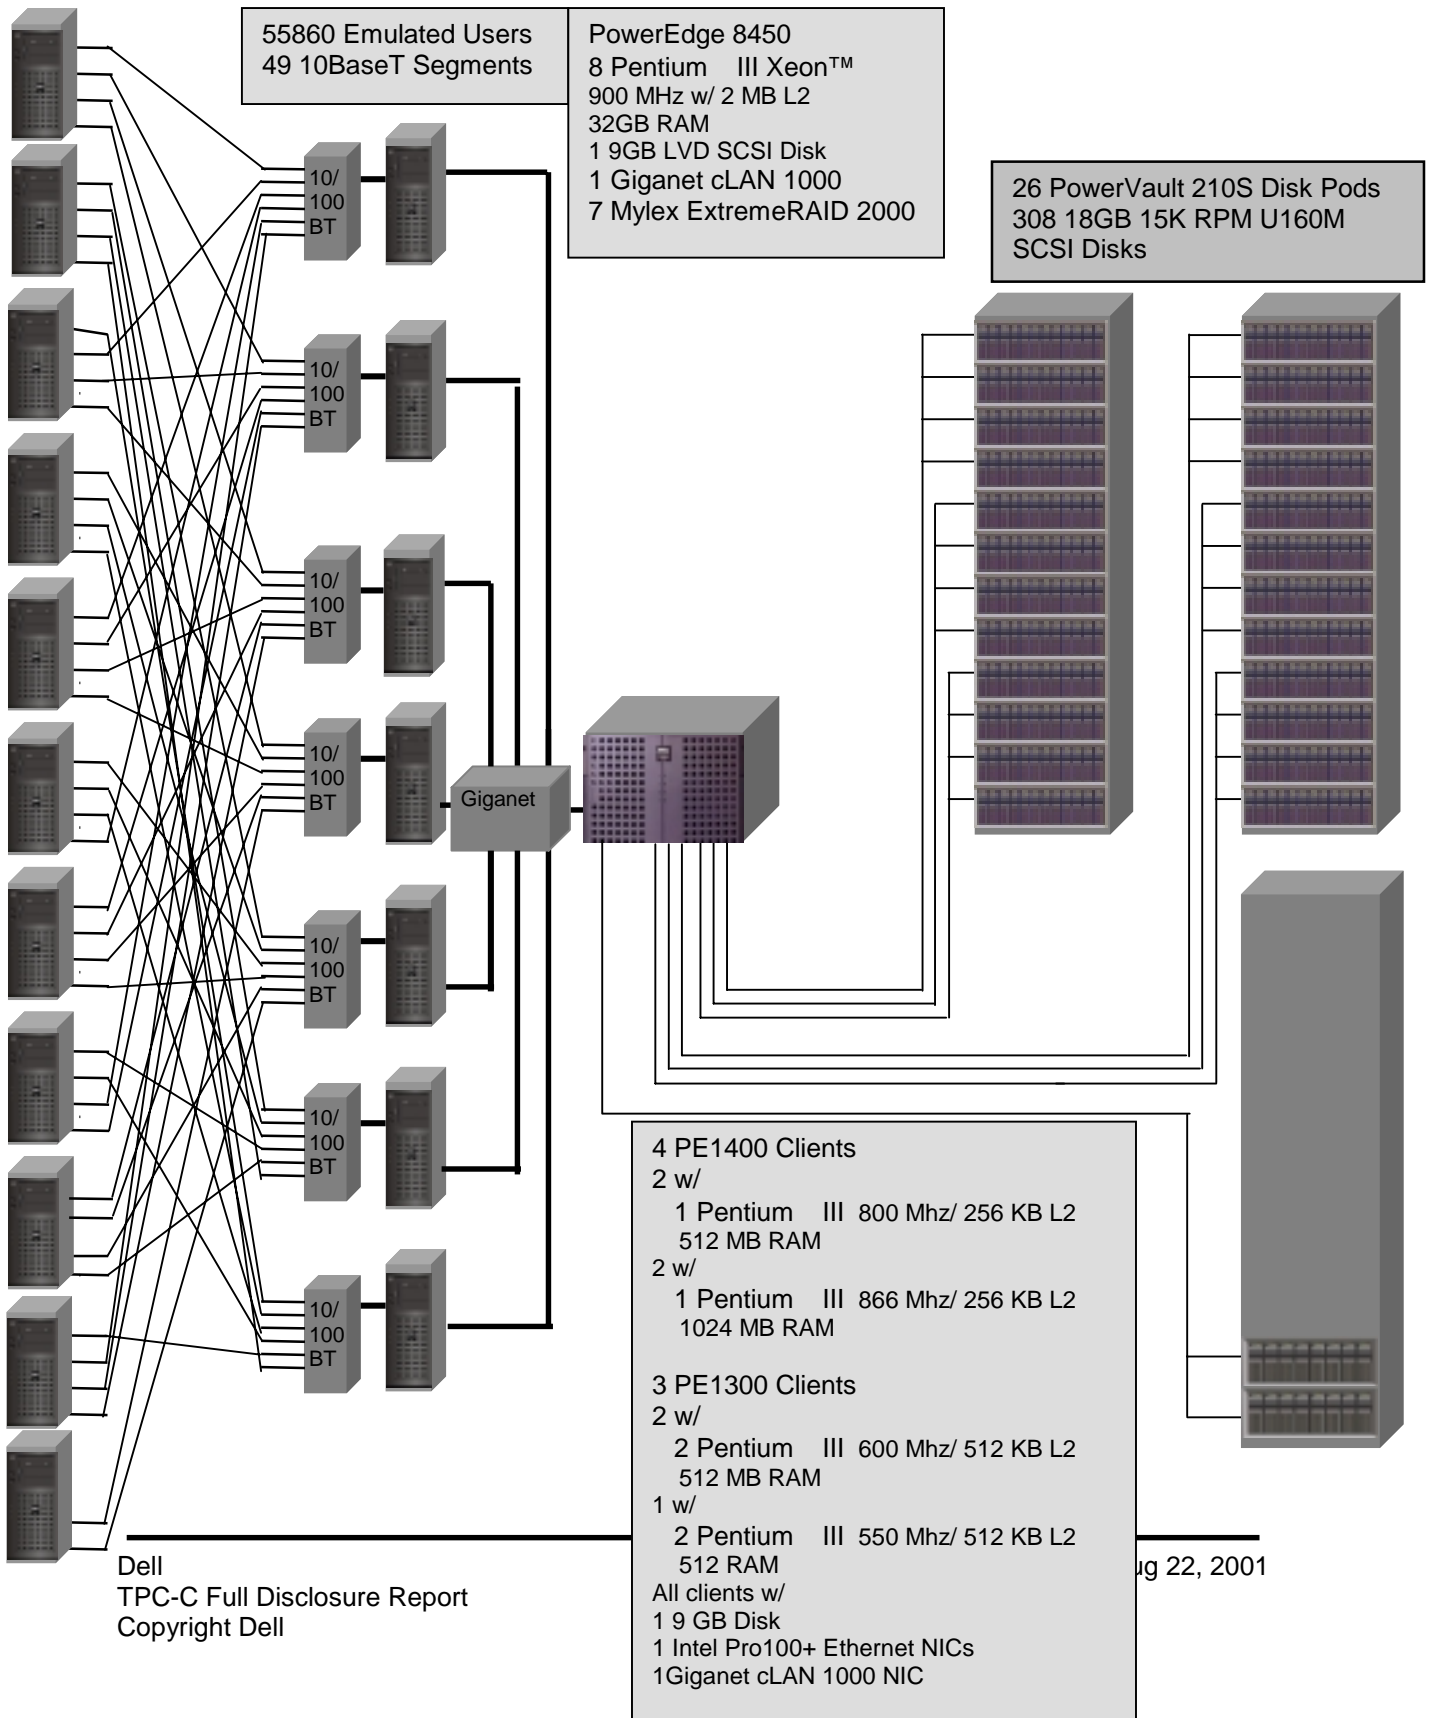 55860 Emulated Users
49 10BaseT Segments
PowerEdge 8450
8 Pentium III Xeon™
900 MHz w/ 2 MB L2
32GB RAM
1 9GB LVD SCSI Disk
1 Giganet cLAN 1000
7 Mylex ExtremeRAID 2000
26 PowerVault 210S Disk Pods
308 18GB 15K RPM U160M
SCSI Disks
10/
100
BT
10/
100
BT
10/
100
BT
10/
100
BT
Giganet
10/
100
BT
10/
100
BT
10/
100
BT
4 PE1400 Clients
2 w/
1 Pentium III 800 Mhz/ 256 KB L2
512 MB RAM
2 w/
1 Pentium III 866 Mhz/ 256 KB L2
1024 MB RAM
3 PE1300 Clients
2 w/
2 Pentium III 600 Mhz/ 512 KB L2
512 MB RAM
1 w/
2 Pentium III 550 Mhz/ 512 KB L2
512 RAM
All clients w/
1 9 GB Disk
1 Intel Pro100+ Ethernet NICs
1Giganet cLAN 1000 NIC
Dell
TPC-C Full Disclosure Report
Copyright Dell
22, 2001